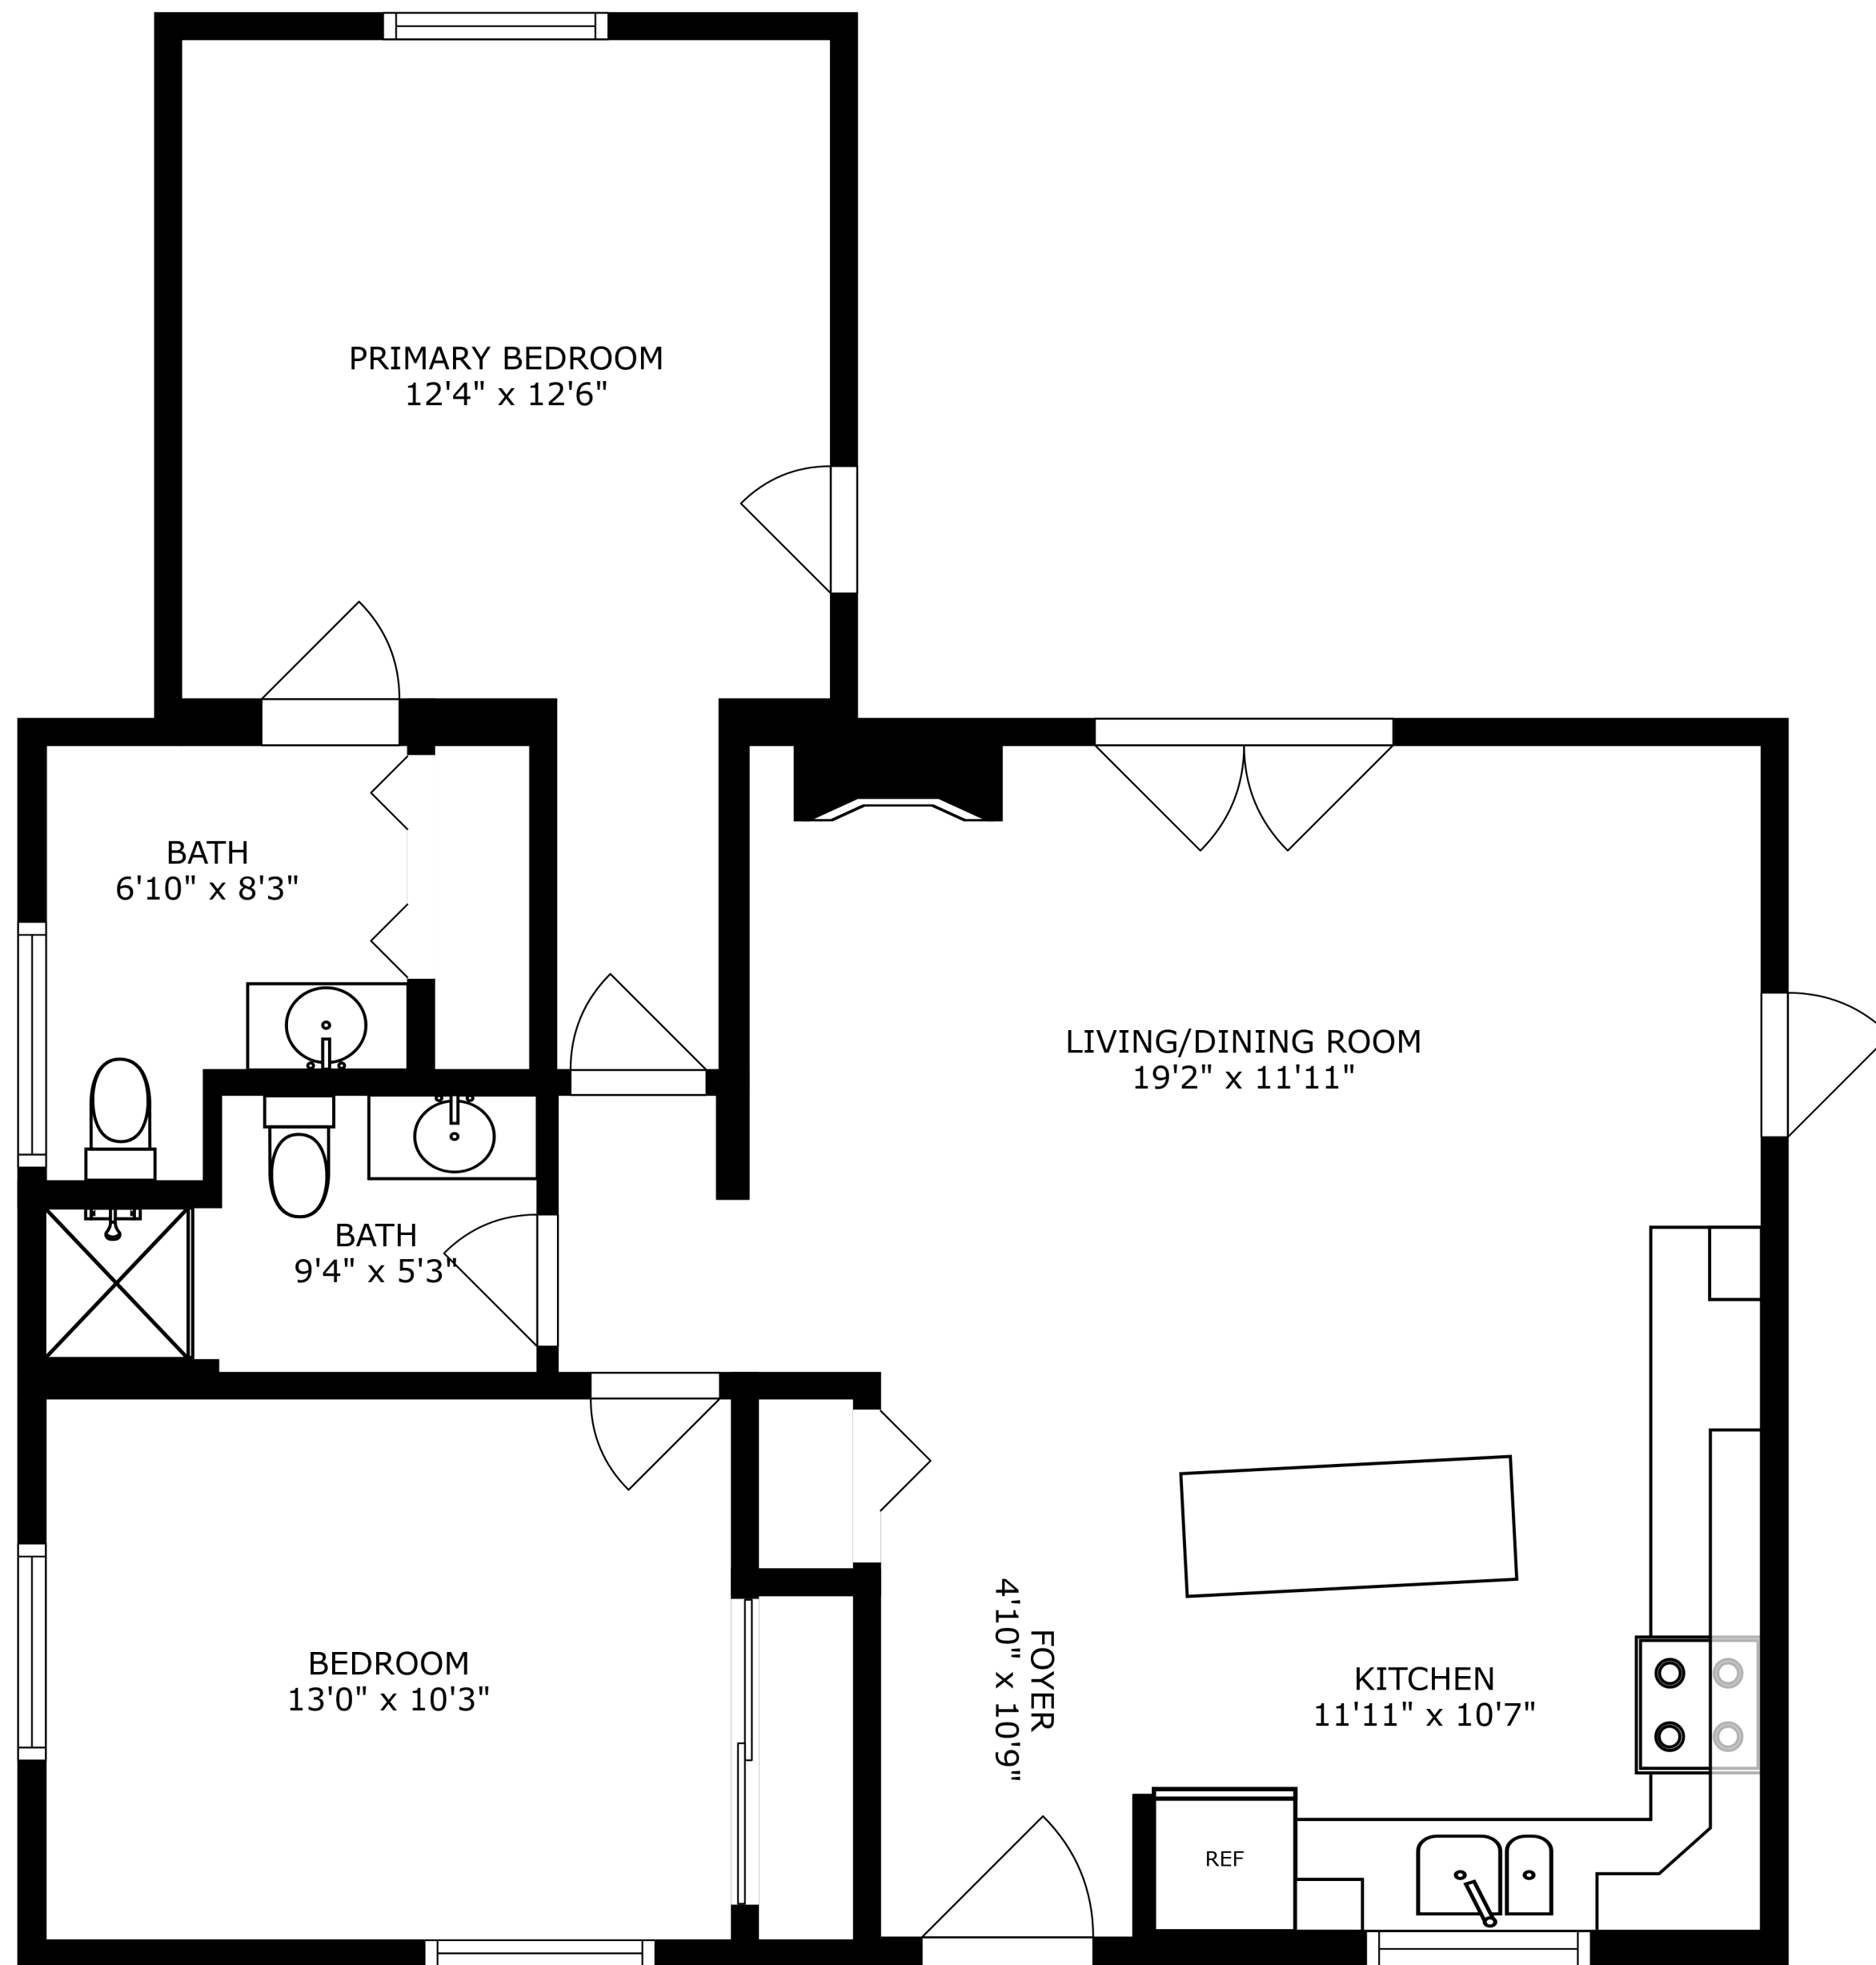 PRIMARY BEDROOM
12'4" x 12'6"
BATH
6'10" x 8'3"
LIVING/DINING ROOM
19'2" x 11'11"
BATH
9'4" x 5'3"
BEDROOM
13'0" x 10'3"
FOYER
4'10" x 10'9"
KITCHEN
11'11" x 10'7"
REF